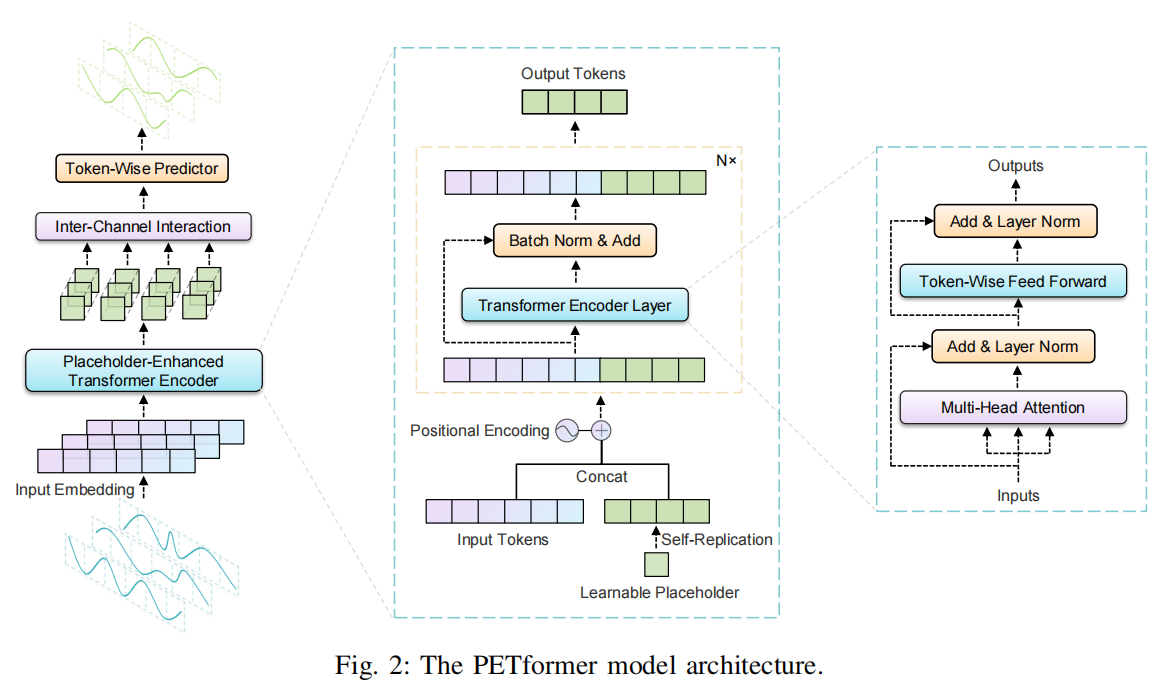 Token-Wise Predictor
Inter-Channel Interaction
Placeholder-Enhanced
Transformer Encoder
Input Embedding
Output Tokens
N×
Batch Norm & Add
Transformer Encoder Layer
Positional Encoding
Concat
Input Tokens
Self-Replication
Learnable Placeholder
Outputs
Add & Layer Norm
Token-Wise Feed Forward
Add & Layer Norm
Multi-Head Attention
Inputs
Fig. 2: The PETformer model architecture.